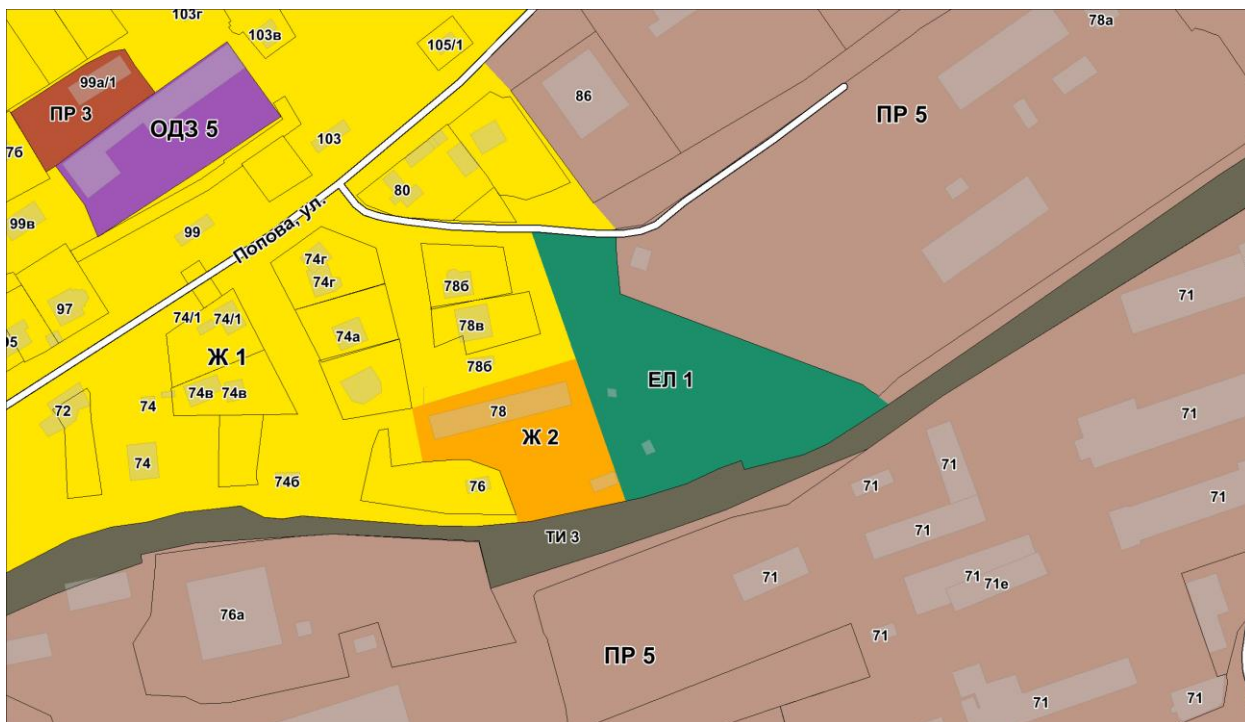 103г
103в
105/1
78а
99а/1
86
ПР 3
ОДЗ 5
ПР 5
103
7б
80
99в
99
Попова, ул.
74г
74г
78б
97
71
74/1
74/1
78в
95
74а
Ж 1
78б
ЕЛ 1
74в
74в
72
74
78
71
Ж 2
74
71
74б
76
71
71
ТИ 3
71
71
71е
76а
71
ПР 5
71
71